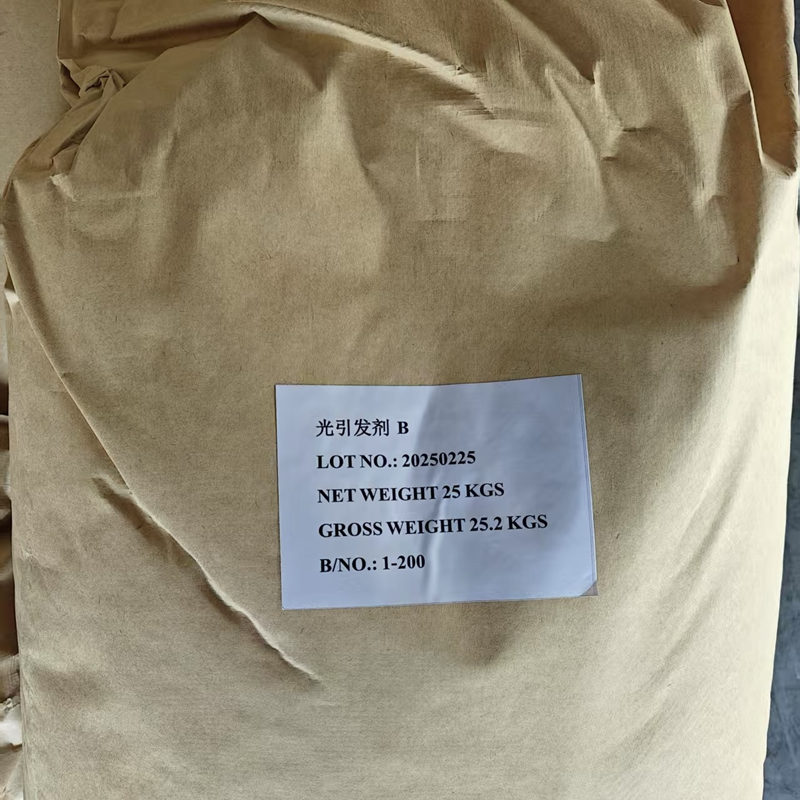 光引发剂 B
LOT NO.: 20250225
NET WEIGHT 25 KGS
GROSS WEIGHT 25.2 KGS
B/NO.: 1-200